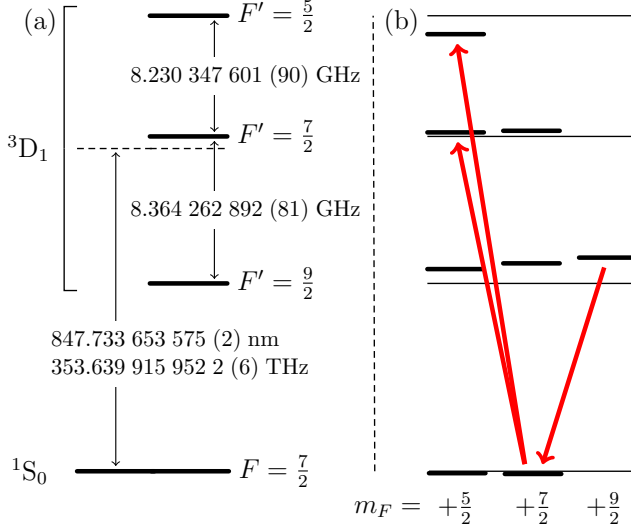 (a)
F′ = 5/2
8.230 347 601 (90) GHz
F′ = 7/2
³D₁
8.364 262 892 (81) GHz
F′ = 9/2
847.733 653 575 (2) nm
353.639 915 952 2 (6) THz
¹S₀
F = 7/2
(b)
m_F = +5/2 +7/2 +9/2